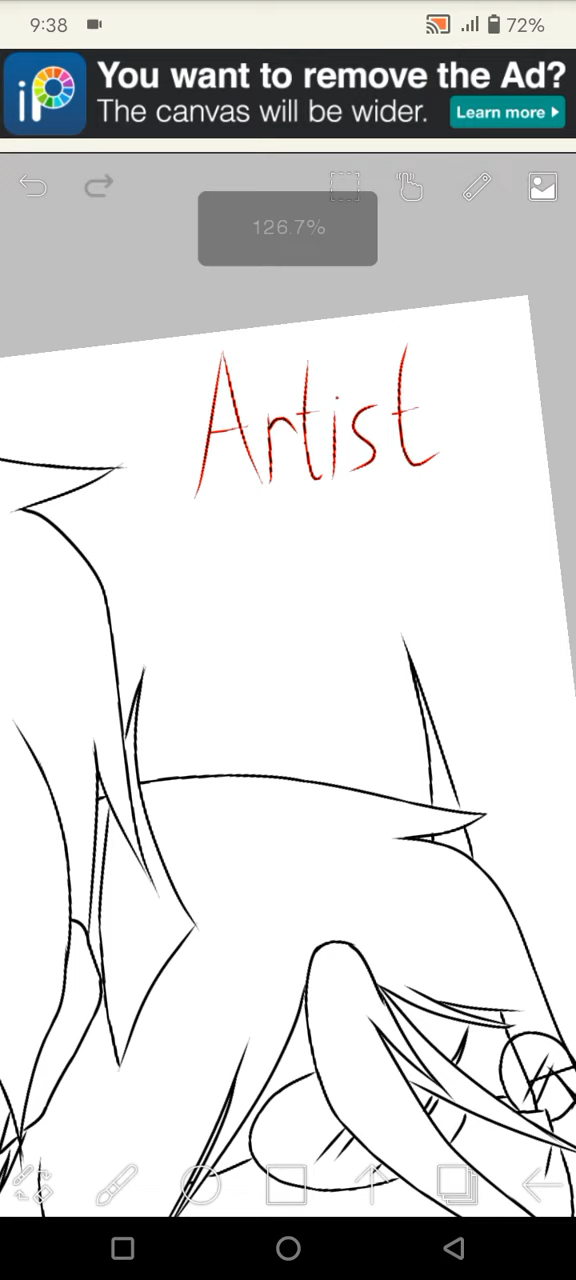 9:38
72%
iP
You want to remove the Ad?
The canvas will be wider.
Learn more
126.7%
Artist